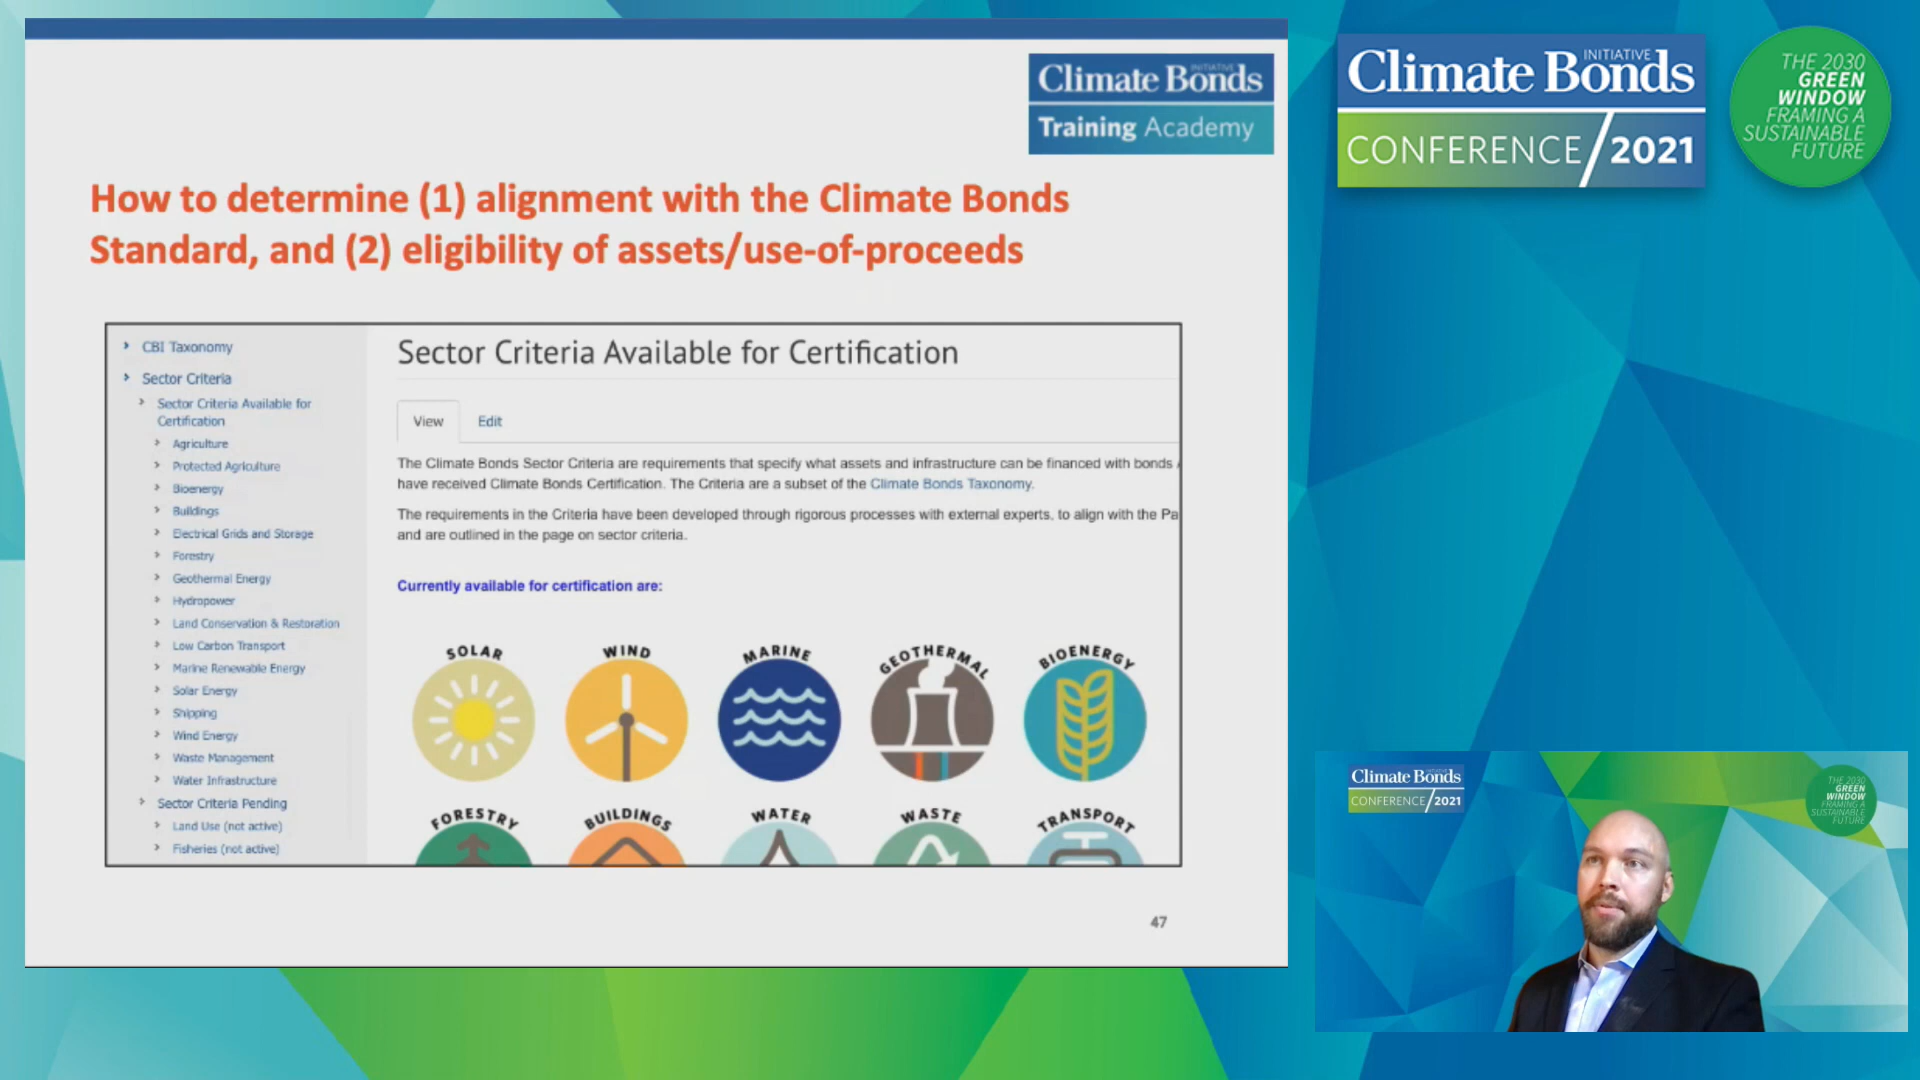 Climate Bonds
INITIATIVE
Training Academy
How to determine (1) alignment with the Climate Bonds
Standard, and (2) eligibility of assets/use-of-proceeds
CBI Taxonomy
Sector Criteria
Sector Criteria Available for
Certification
Agriculture
Protected Agriculture
Bioenergy
Buildings
Electrical Grids and Storage
Forestry
Geothermal Energy
Hydropower
Land Conservation & Restoration
Low Carbon Transport
Marine Renewable Energy
Solar Energy
Shipping
Wind Energy
Waste Management
Water Infrastructure
Sector Criteria Pending
Land Use (not active)
Fisheries (not active)
Sector Criteria Available for Certification
View Edit
The Climate Bonds Sector Criteria are requirements that specify what assets and infrastructure can be financed with bonds
have received Climate Bonds Certification. The Criteria are a subset of the Climate Bonds Taxonomy.
The requirements in the Criteria have been developed through rigorous processes with external experts, to align with the Pa
and are outlined in the page on sector criteria.
Currently available for certification are:
SOLAR WIND MARINE GEOTHERMAL BIOENERGY
FORESTRY BUILDINGS WATER WASTE TRANSPORT
47
Climate Bonds
INITIATIVE
CONFERENCE/2021
THE 2030
GREEN
WINDOW
FRAMING A
SUSTAINABLE
FUTURE
Climate Bonds
CONFERENCE/2021
THE 2030
GREEN
WINDOW
FRAMING A
SUSTAINABLE
FUTURE